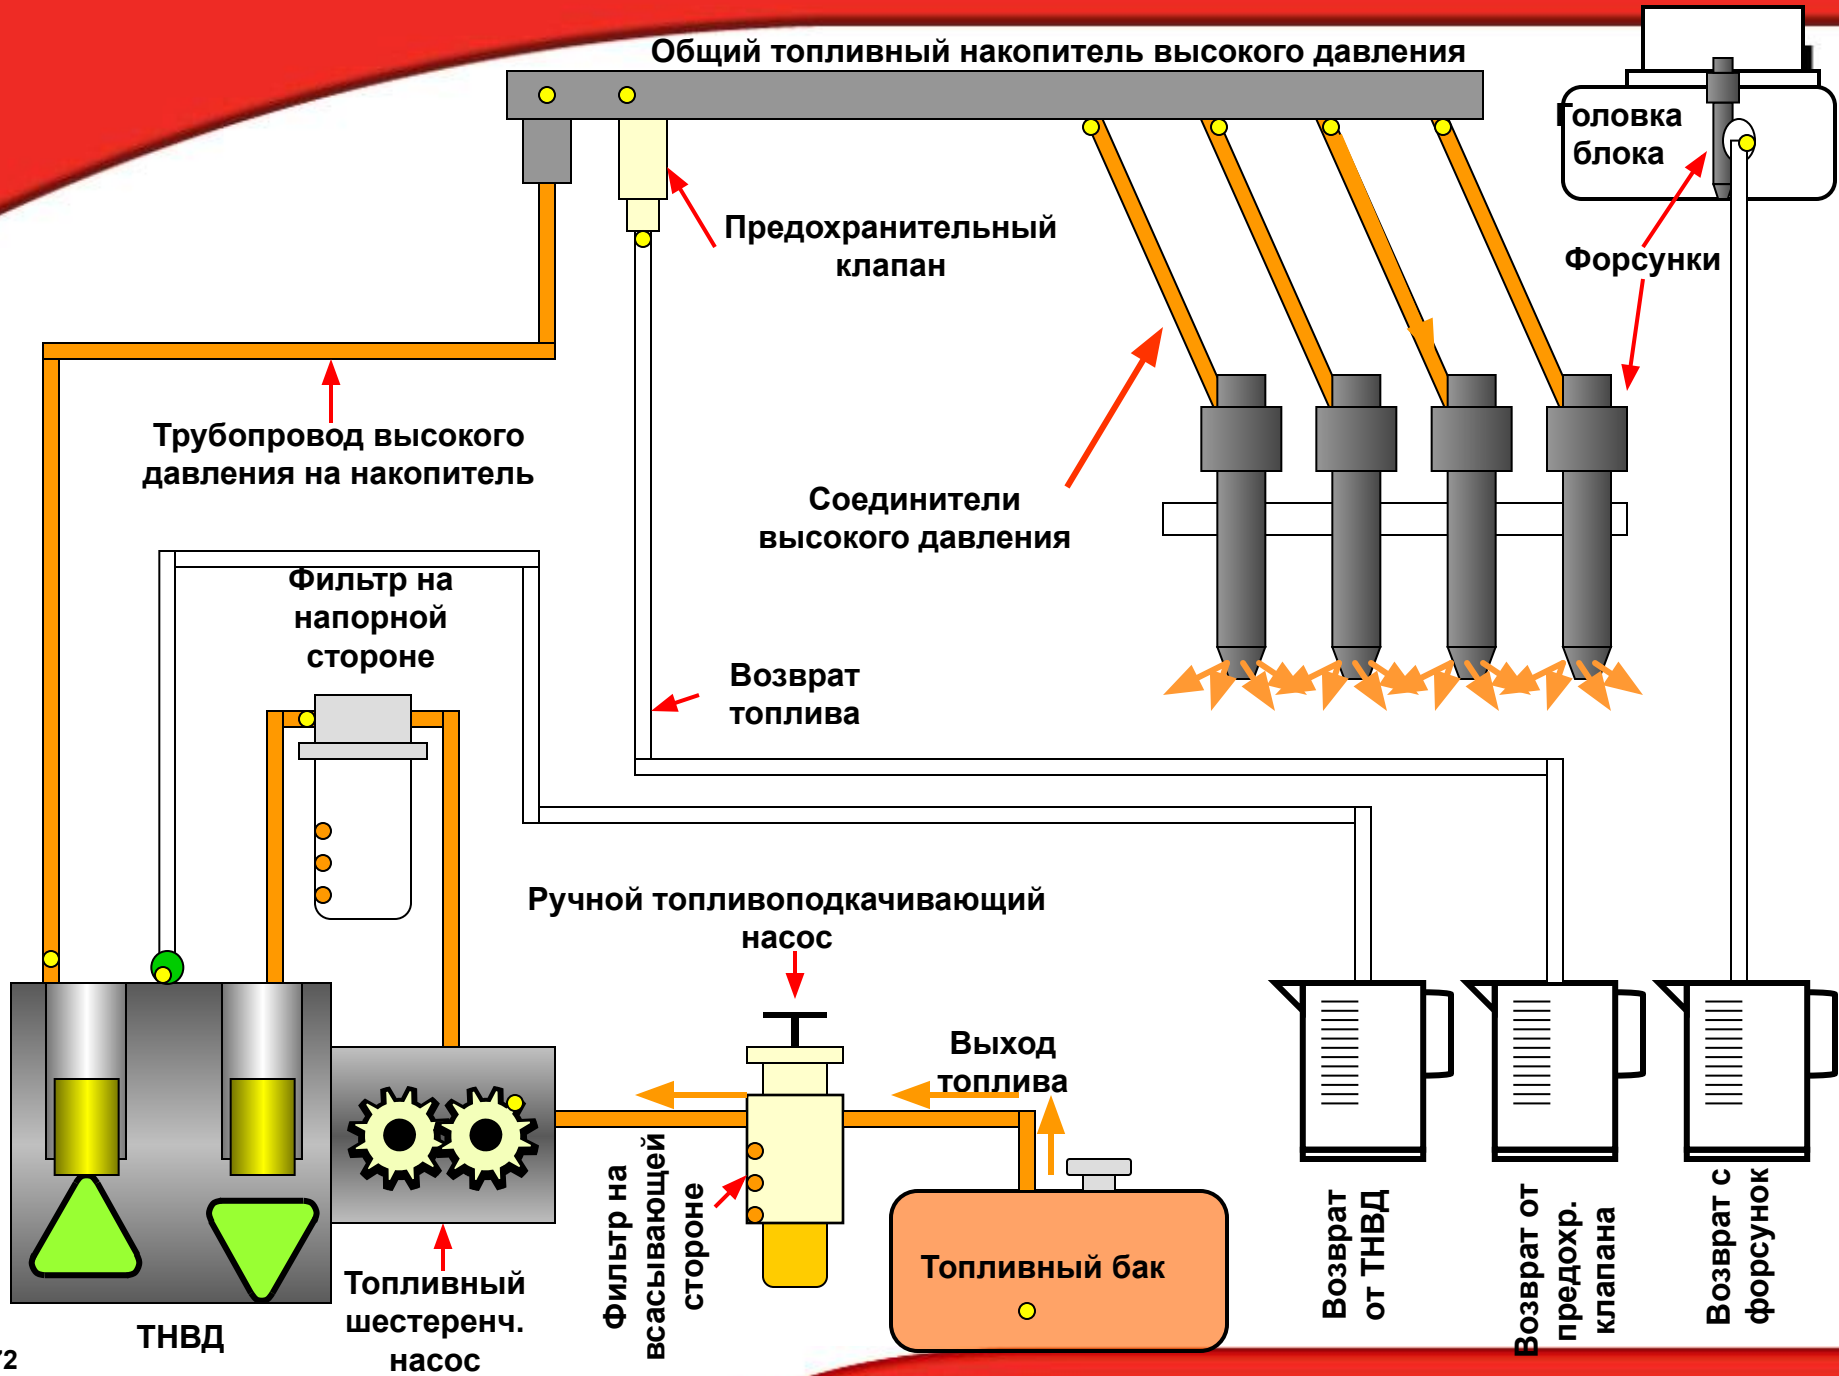 Общий топливный накопитель высокого давления
Головка
блока
Предохранительный
клапан
Форсунки
Трубопровод высокого
давления на накопитель
Соединители
высокого давления
Фильтр на
напорной
стороне
Возврат
топлива
Ручной топливоподкачивающий
насос
Выход
топлива
Фильтр на
всасывающей
стороне
Топливный бак
Возврат
от ТНВД
Возврат от
предохр.
клапана
Возврат с
форсунок
Топливный
шестеренч.
насос
ТНВД
72